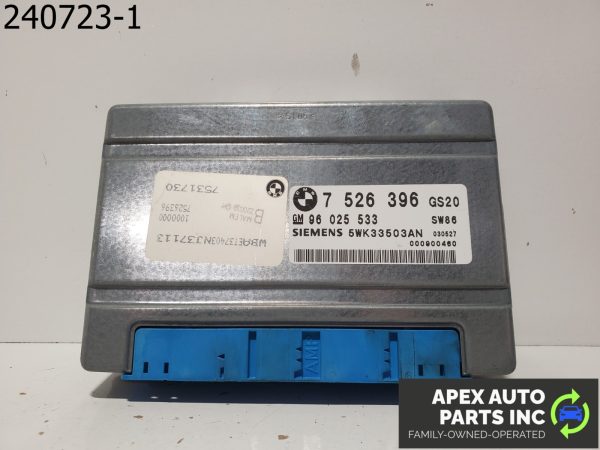 240723-1
7 526 396 GS20
GM 96 025 533 SW86
SIEMENS 5WK33503AN 030527
000900460
7531730
1000000
7526396
AMP
APEX AUTO
PARTS INC
FAMILY-OWNED-OPERATED